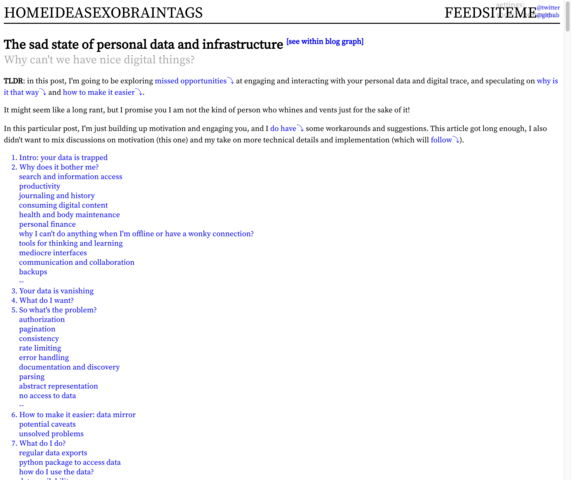 HOMEIDEASEXOBRAINTAGS
FEEDSITEME
settings:
@twitter
@github
The sad state of personal data and infrastructure [see within blog graph]
Why can't we have nice digital things?
TLDR: in this post, I'm going to be exploring missed opportunities at engaging and interacting with your personal data and digital trace, and speculating on why is
it that way and how to make it easier.
It might seem like a long rant, but I promise you I am not the kind of person who whines and vents just for the sake of it!
In this particular post, I'm just building up motivation and engaging you, and I do have some workarounds and suggestions. This article got long enough, I also
didn't want to mix discussions on motivation (this one) and my take on more technical details and implementation (which will follow).
1. Intro: your data is trapped
2. Why does it bother me?
search and information access
productivity
journaling and history
consuming digital content
health and body maintenance
personal finance
why I can't do anything when I'm offline or have a wonky connection?
tools for thinking and learning
mediocre interfaces
communication and collaboration
backups
--
3. Your data is vanishing
4. What do I want?
5. So what's the problem?
authorization
pagination
consistency
rate limiting
error handling
documentation and discovery
parsing
abstract representation
no access to data
--
6. How to make it easier: data mirror
potential caveats
unsolved problems
7. What do I do?
regular data exports
python package to access data
how do I use the data?